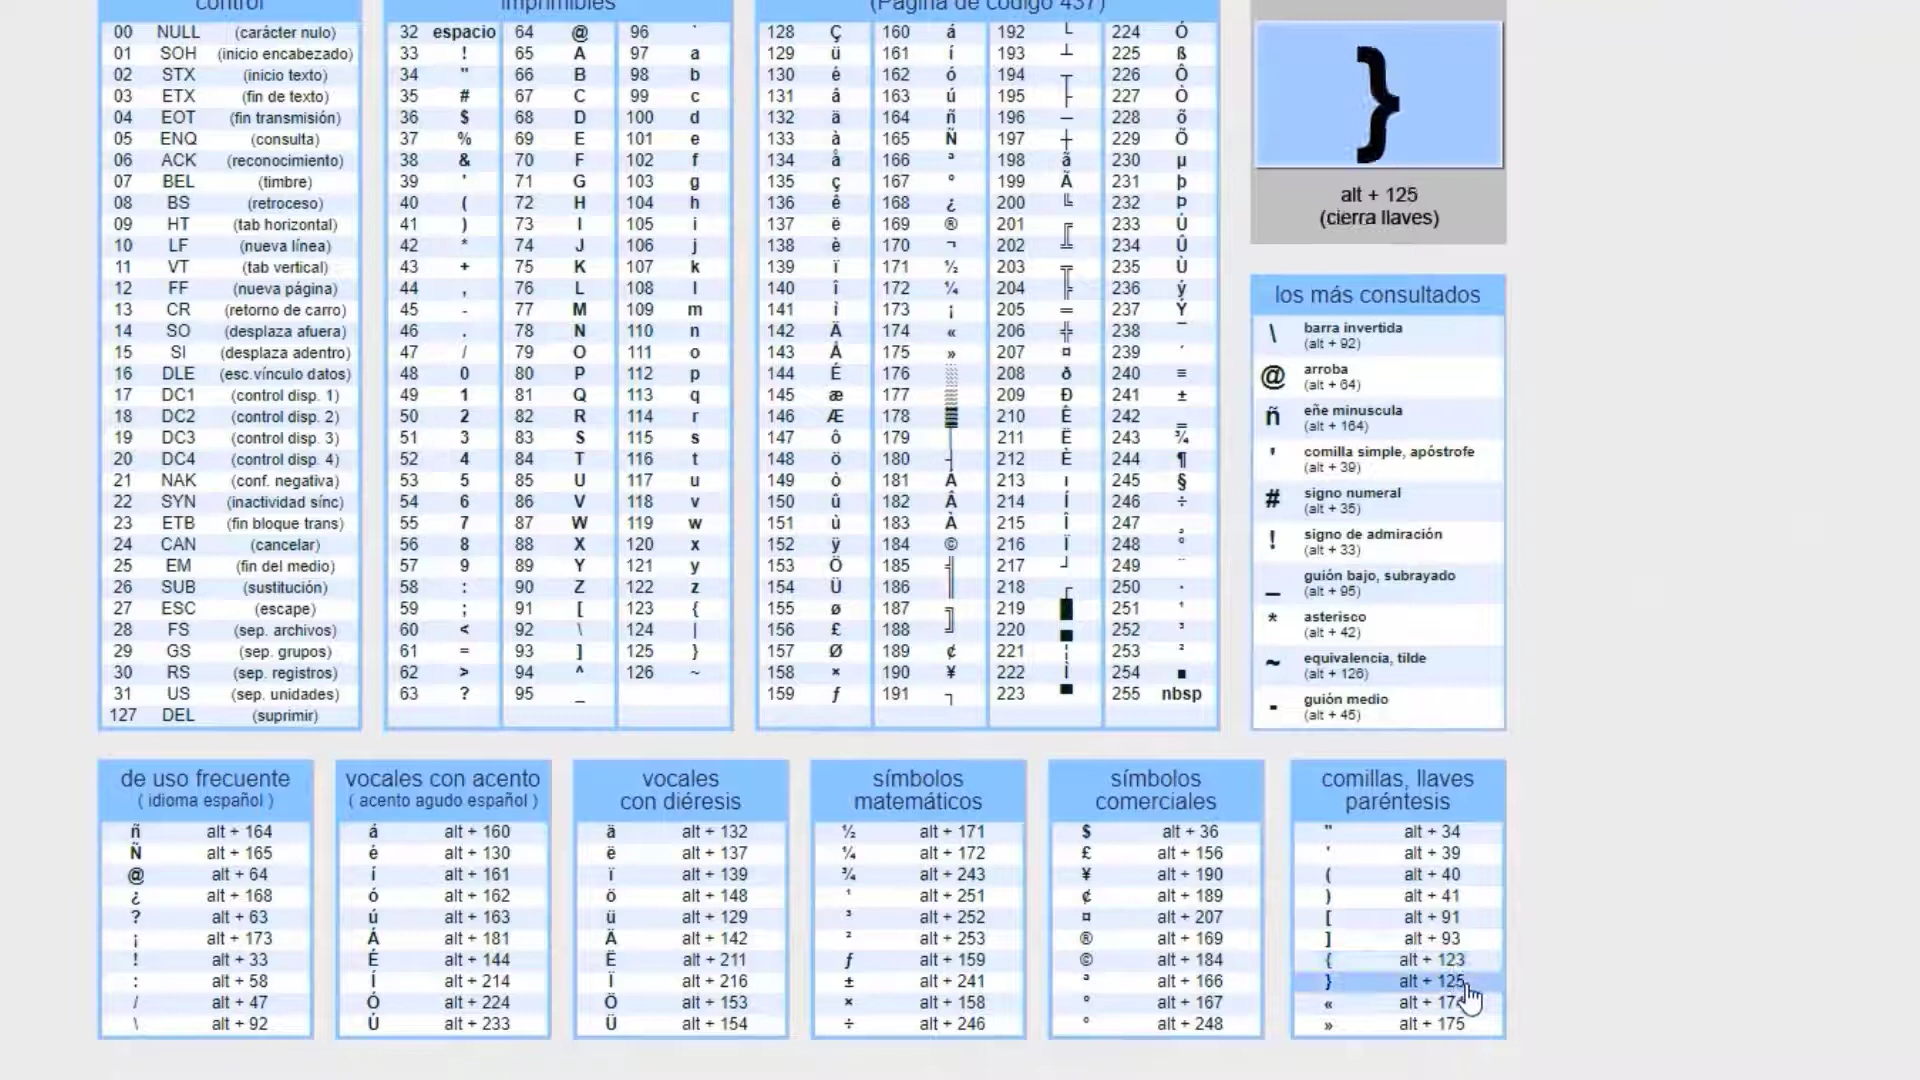 control
imprimibles
(Página de código 437)
00 NULL (carácter nulo) 32 espacio 64 @ 96 ` 128 Ç 160 á 192 └ 224 Ó
01 SOH (inicio encabezado) 33 ! 65 A 97 a 129 ü 161 í 193 ┴ 225 ß
02 STX (inicio texto) 34 " 66 B 98 b 130 é 162 ó 194 ┬ 226 Ô
03 ETX (fin de texto) 35 # 67 C 99 c 131 â 163 ú 195 ├ 227 Ò
04 EOT (fin transmisión) 36 $ 68 D 100 d 132 ä 164 ñ 196 ─ 228 õ
05 ENQ (consulta) 37 % 69 E 101 e 133 à 165 Ñ 197 ┼ 229 Õ
06 ACK (reconocimiento) 38 & 70 F 102 f 134 å 166 ª 198 ã 230 µ
07 BEL (timbre) 39 ' 71 G 103 g 135 ç 167 º 199 Ã 231 þ
08 BS (retroceso) 40 ( 72 H 104 h 136 ê 168 ¿ 200 ╚ 232 Þ
09 HT (tab horizontal) 41 ) 73 I 105 i 137 ë 169 ® 201 ╔ 233 Ú
10 LF (nueva línea) 42 * 74 J 106 j 138 è 170 ¬ 202 ╩ 234 Û
11 VT (tab vertical) 43 + 75 K 107 k 139 ï 171 ½ 203 ╦ 235 Ù
12 FF (nueva página) 44 , 76 L 108 l 140 î 172 ¼ 204 ╠ 236 ý
13 CR (retorno de carro) 45 - 77 M 109 m 141 ì 173 ¡ 205 ═ 237 Ý
14 SO (desplaza afuera) 46 . 78 N 110 n 142 Ä 174 « 206 ╬ 238 ¯
15 SI (desplaza adentro) 47 / 79 O 111 o 143 Å 175 » 207 ¤ 239 ´
16 DLE (esc.vínculo datos) 48 0 80 P 112 p 144 É 176 ░ 208 ð 240 ≡
17 DC1 (control disp. 1) 49 1 81 Q 113 q 145 æ 177 ▒ 209 Ð 241 ±
18 DC2 (control disp. 2) 50 2 82 R 114 r 146 Æ 178 ▓ 210 Ê 242 ‗
19 DC3 (control disp. 3) 51 3 83 S 115 s 147 ô 179 │ 211 Ë 243 ¾
20 DC4 (control disp. 4) 52 4 84 T 116 t 148 ö 180 ┤ 212 È 244 ¶
21 NAK (conf. negativa) 53 5 85 U 117 u 149 ò 181 Á 213 ı 245 §
22 SYN (inactividad sínc) 54 6 86 V 118 v 150 û 182 Â 214 Í 246 ÷
23 ETB (fin bloque trans) 55 7 87 W 119 w 151 ù 183 À 215 Î 247 ¸
24 CAN (cancelar) 56 8 88 X 120 x 152 ÿ 184 © 216 Ï 248 °
25 EM (fin del medio) 57 9 89 Y 121 y 153 Ö 185 ╣ 217 ┘ 249 ¨
26 SUB (sustitución) 58 : 90 Z 122 z 154 Ü 186 ║ 218 ┌ 250 ·
27 ESC (escape) 59 ; 91 [ 123 { 155 ø 187 ╗ 219 █ 251 ¹
28 FS (sep. archivos) 60 < 92 \ 124 | 156 £ 188 ╝ 220 ▄ 252 ³
29 GS (sep. grupos) 61 = 93 ] 125 } 157 Ø 189 ¢ 221 ¦ 253 ²
30 RS (sep. registros) 62 > 94 ^ 126 ~ 158 × 190 ¥ 222 Ì 254 ■
31 US (sep. unidades) 63 ? 95 _ 159 ƒ 191 ┐ 223 ▀ 255 nbsp
127 DEL (suprimir)
}
alt + 125
(cierra llaves)
los más consultados
\ barra invertida
(alt + 92)
@ arroba
(alt + 64)
ñ eñe minuscula
(alt + 164)
' comilla simple, apóstrofe
(alt + 39)
# signo numeral
(alt + 35)
! signo de admiración
(alt + 33)
_ guión bajo, subrayado
(alt + 95)
* asterisco
(alt + 42)
~ equivalencia, tilde
(alt + 126)
- guión medio
(alt + 45)
de uso frecuente
( idioma español )
ñ alt + 164
Ñ alt + 165
@ alt + 64
¿ alt + 168
? alt + 63
¡ alt + 173
! alt + 33
: alt + 58
/ alt + 47
\ alt + 92
vocales con acento
( acento agudo español )
á alt + 160
é alt + 130
í alt + 161
ó alt + 162
ú alt + 163
Á alt + 181
É alt + 144
Í alt + 214
Ó alt + 224
Ú alt + 233
vocales
con diéresis
ä alt + 132
ë alt + 137
ï alt + 139
ö alt + 148
ü alt + 129
Ä alt + 142
Ë alt + 211
Ï alt + 216
Ö alt + 153
Ü alt + 154
símbolos
matemáticos
½ alt + 171
¼ alt + 172
¾ alt + 243
¹ alt + 251
³ alt + 252
² alt + 253
ƒ alt + 159
± alt + 241
× alt + 158
÷ alt + 246
símbolos
comerciales
$ alt + 36
£ alt + 156
¥ alt + 190
¢ alt + 189
¤ alt + 207
® alt + 169
© alt + 184
ª alt + 166
º alt + 167
° alt + 248
comillas, llaves
paréntesis
" alt + 34
' alt + 39
( alt + 40
) alt + 41
[ alt + 91
] alt + 93
{ alt + 123
} alt + 125
« alt + 174
» alt + 175